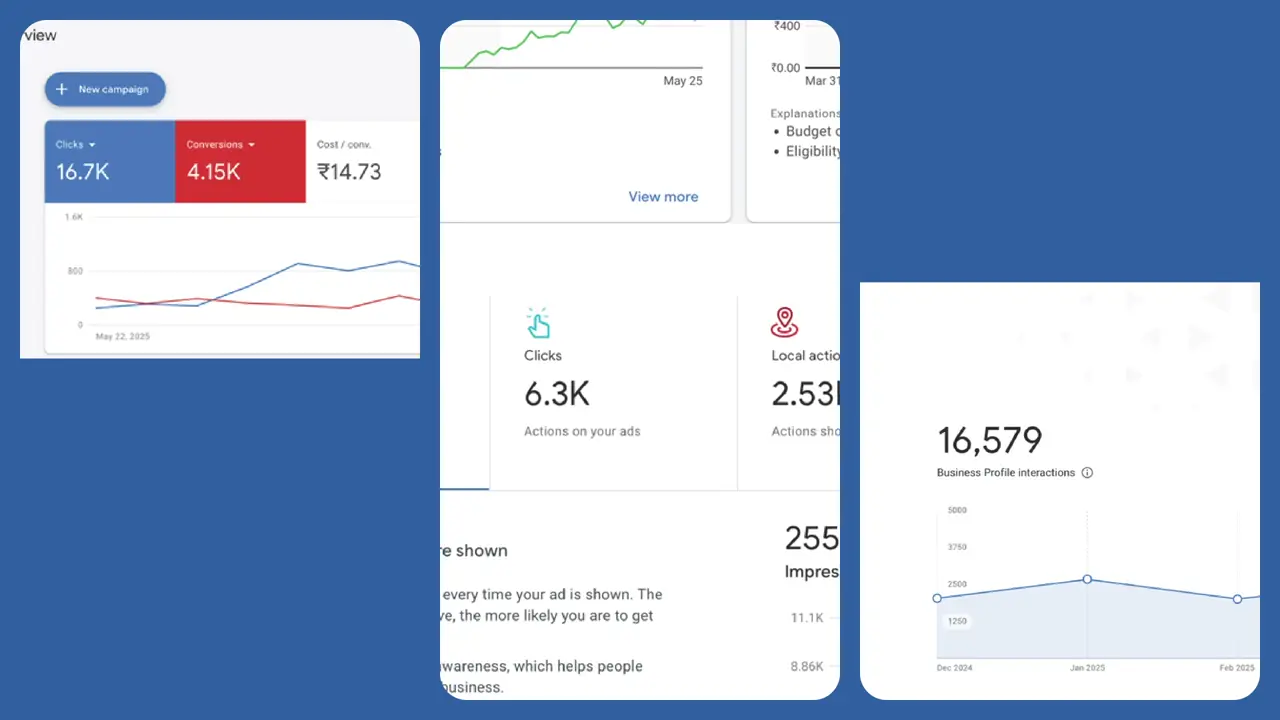 view
+ New campaign
Clicks
Conversions
Cost / conv.
16.7K
4.15K
₹14.73
1.6K
800
0
May 22, 2025
May 25
View more
₹400
₹0.00
Mar 31
Explanations
• Budget
• Eligibility
Clicks
6.3K
Actions on your ads
Local actio
2.53
Actions sho
re shown
every time your ad is shown. The
ve, the more likely you are to get
wareness, which helps people
business.
255
Impres
11.1K
8.86K
16,579
Business Profile interactions
5000
3750
2500
1250
Dec 2024
Jan 2025
Feb 2025